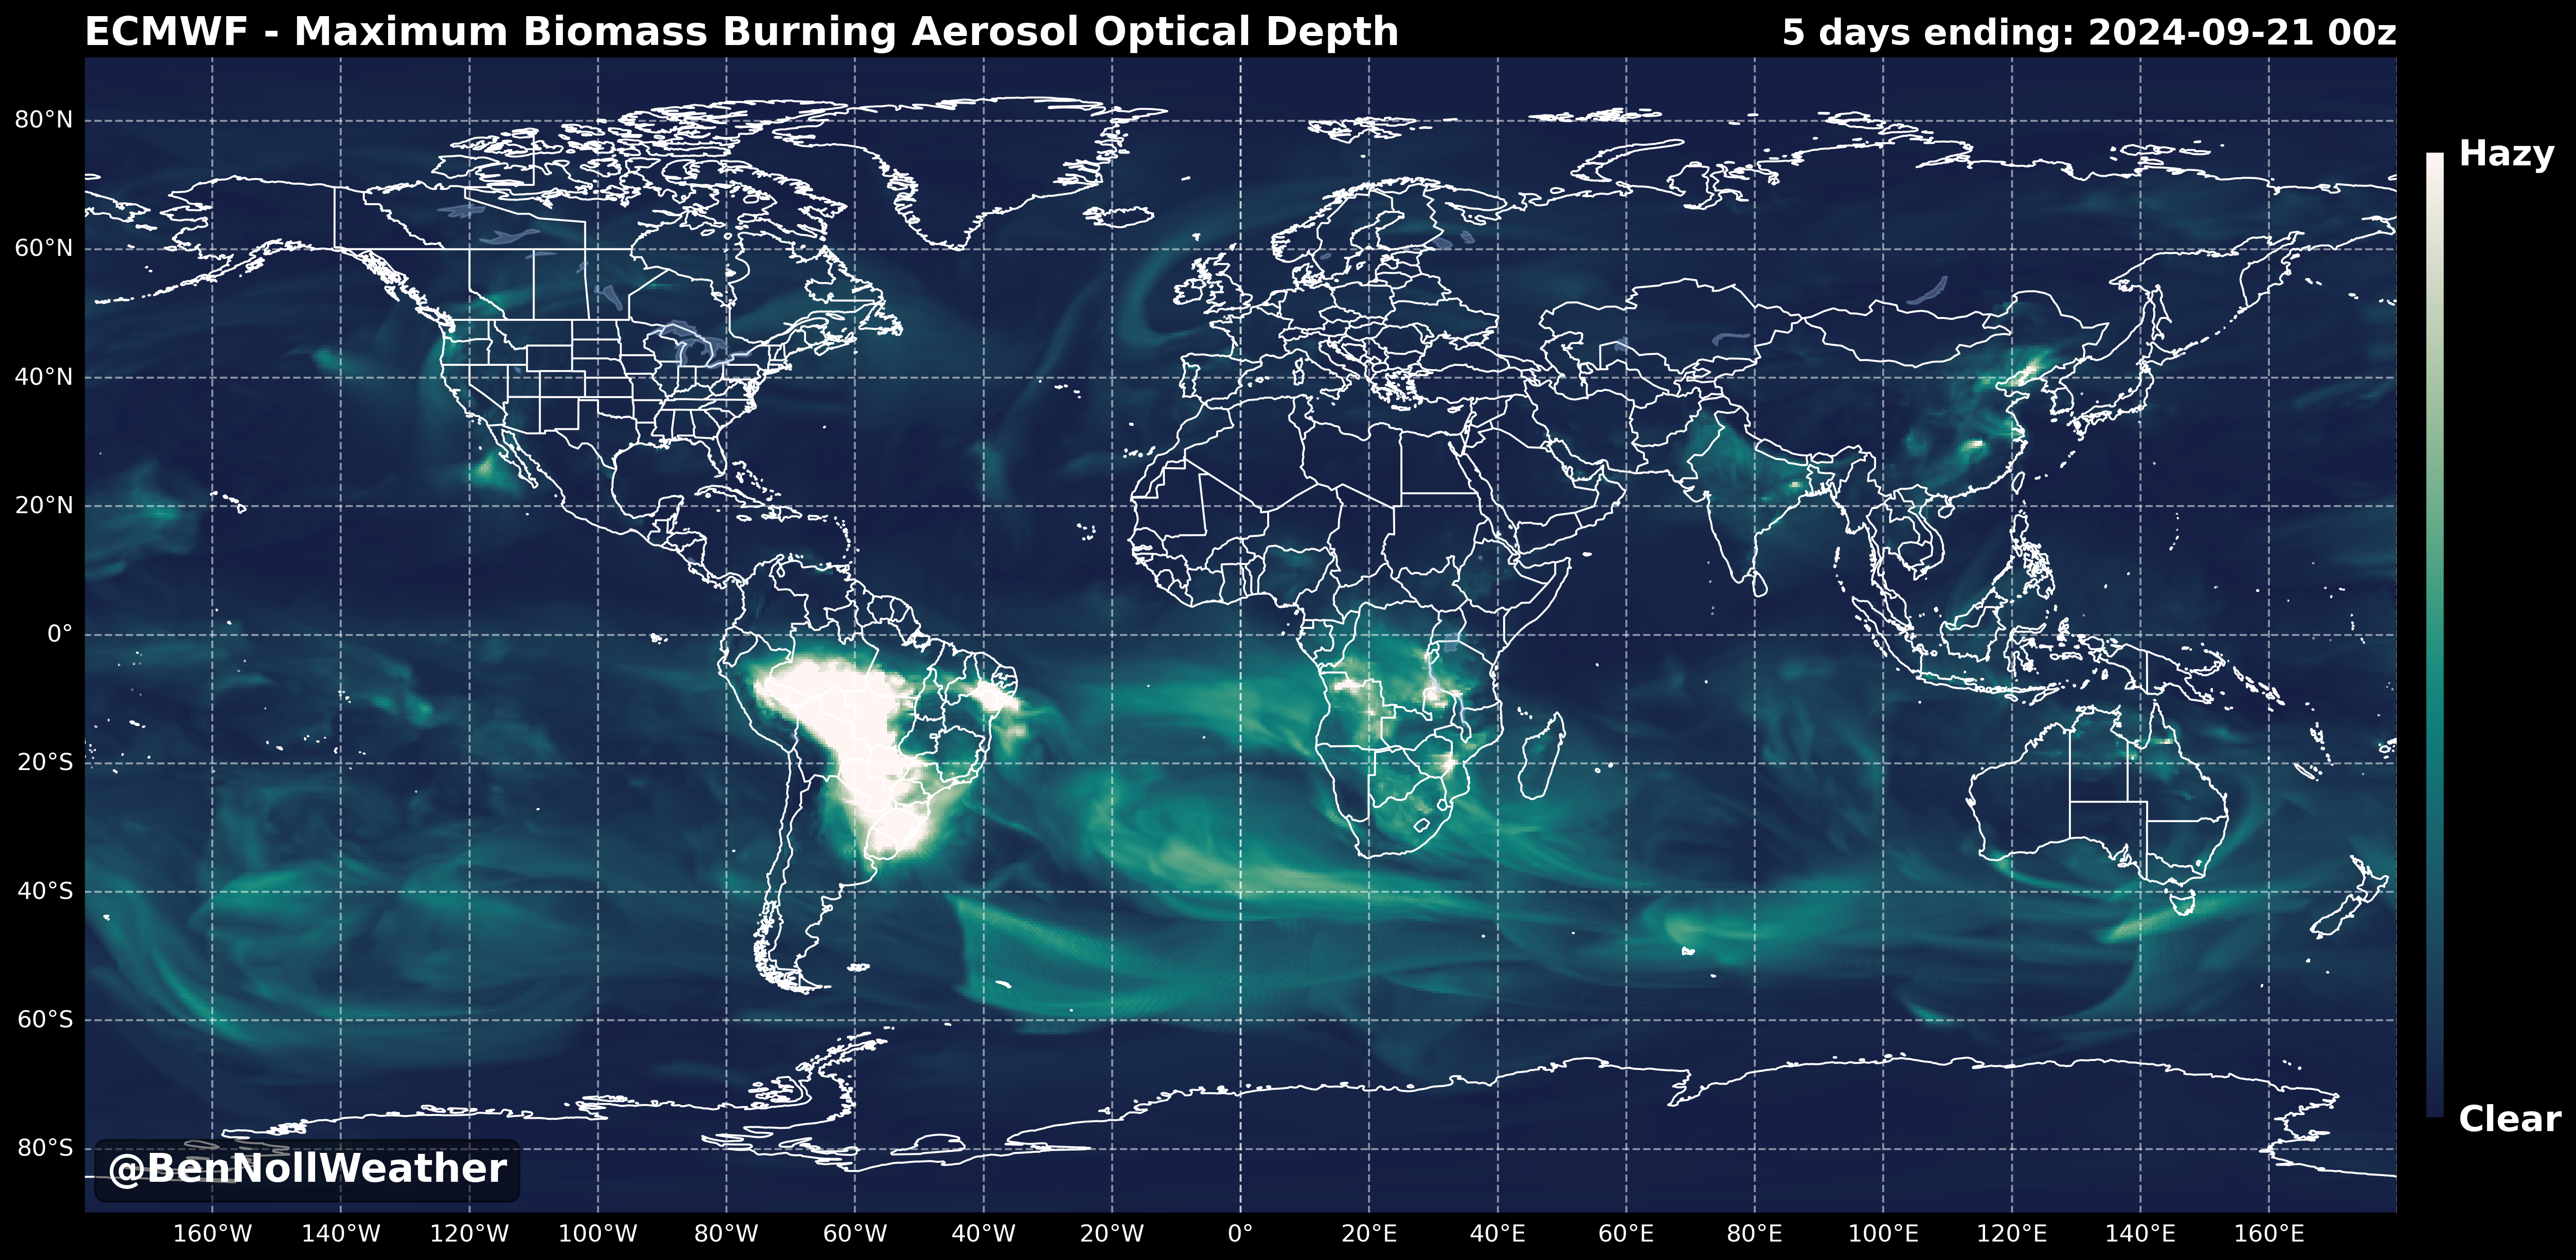 ECMWF - Maximum Biomass Burning Aerosol Optical Depth
5 days ending: 2024-09-21 00z
80°N
60°N
40°N
20°N
0°
20°S
40°S
60°S
80°S
Hazy
Clear
@BenNollWeather
160°W 140°W 120°W 100°W 80°W 60°W 40°W 20°W 0° 20°E 40°E 60°E 80°E 100°E 120°E 140°E 160°E